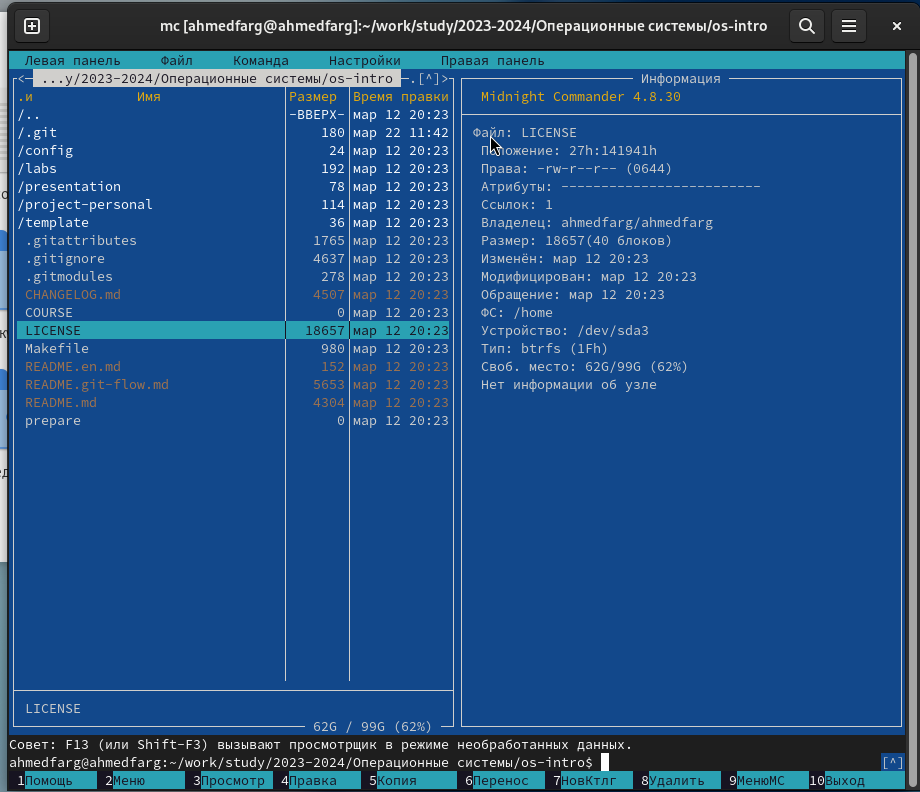 mc [ahmedfarg@ahmedfarg]:~/work/study/2023-2024/Операционные системы/os-intro
Левая панель Файл Команда Настройки Правая панель
<─ ...y/2023-2024/Операционные системы/os-intro ─.[^]>
.и Имя Размер Время правки
/.. -ВВЕРХ- мар 12 20:23
/.git 180 мар 22 11:42
/config 24 мар 12 20:23
/labs 192 мар 12 20:23
/presentation 78 мар 12 20:23
/project-personal 114 мар 12 20:23
/template 36 мар 12 20:23
.gitattributes 1765 мар 12 20:23
.gitignore 4637 мар 12 20:23
.gitmodules 278 мар 12 20:23
CHANGELOG.md 4507 мар 12 20:23
COURSE 0 мар 12 20:23
LICENSE 18657 мар 12 20:23
Makefile 980 мар 12 20:23
README.en.md 152 мар 12 20:23
README.git-flow.md 5653 мар 12 20:23
README.md 4304 мар 12 20:23
prepare 0 мар 12 20:23
LICENSE
62G / 99G (62%)
Информация
Midnight Commander 4.8.30
Файл: LICENSE
Положение: 27h:141941h
Права: -rw-r--r-- (0644)
Атрибуты: -------------------------
Ссылок: 1
Владелец: ahmedfarg/ahmedfarg
Размер: 18657(40 блоков)
Изменён: мар 12 20:23
Модифицирован: мар 12 20:23
Обращение: мар 12 20:23
ФС: /home
Устройство: /dev/sda3
Тип: btrfs (1Fh)
Своб. место: 62G/99G (62%)
Нет информации об узле
Совет: F13 (или Shift-F3) вызывают просмотрщик в режиме необработанных данных.
ahmedfarg@ahmedfarg:~/work/study/2023-2024/Операционные системы/os-intro$ [^]
1Помощь 2Меню 3Просмотр 4Правка 5Копия 6Перенос 7НовКтлг 8Удалить 9МенюMC 10Выход